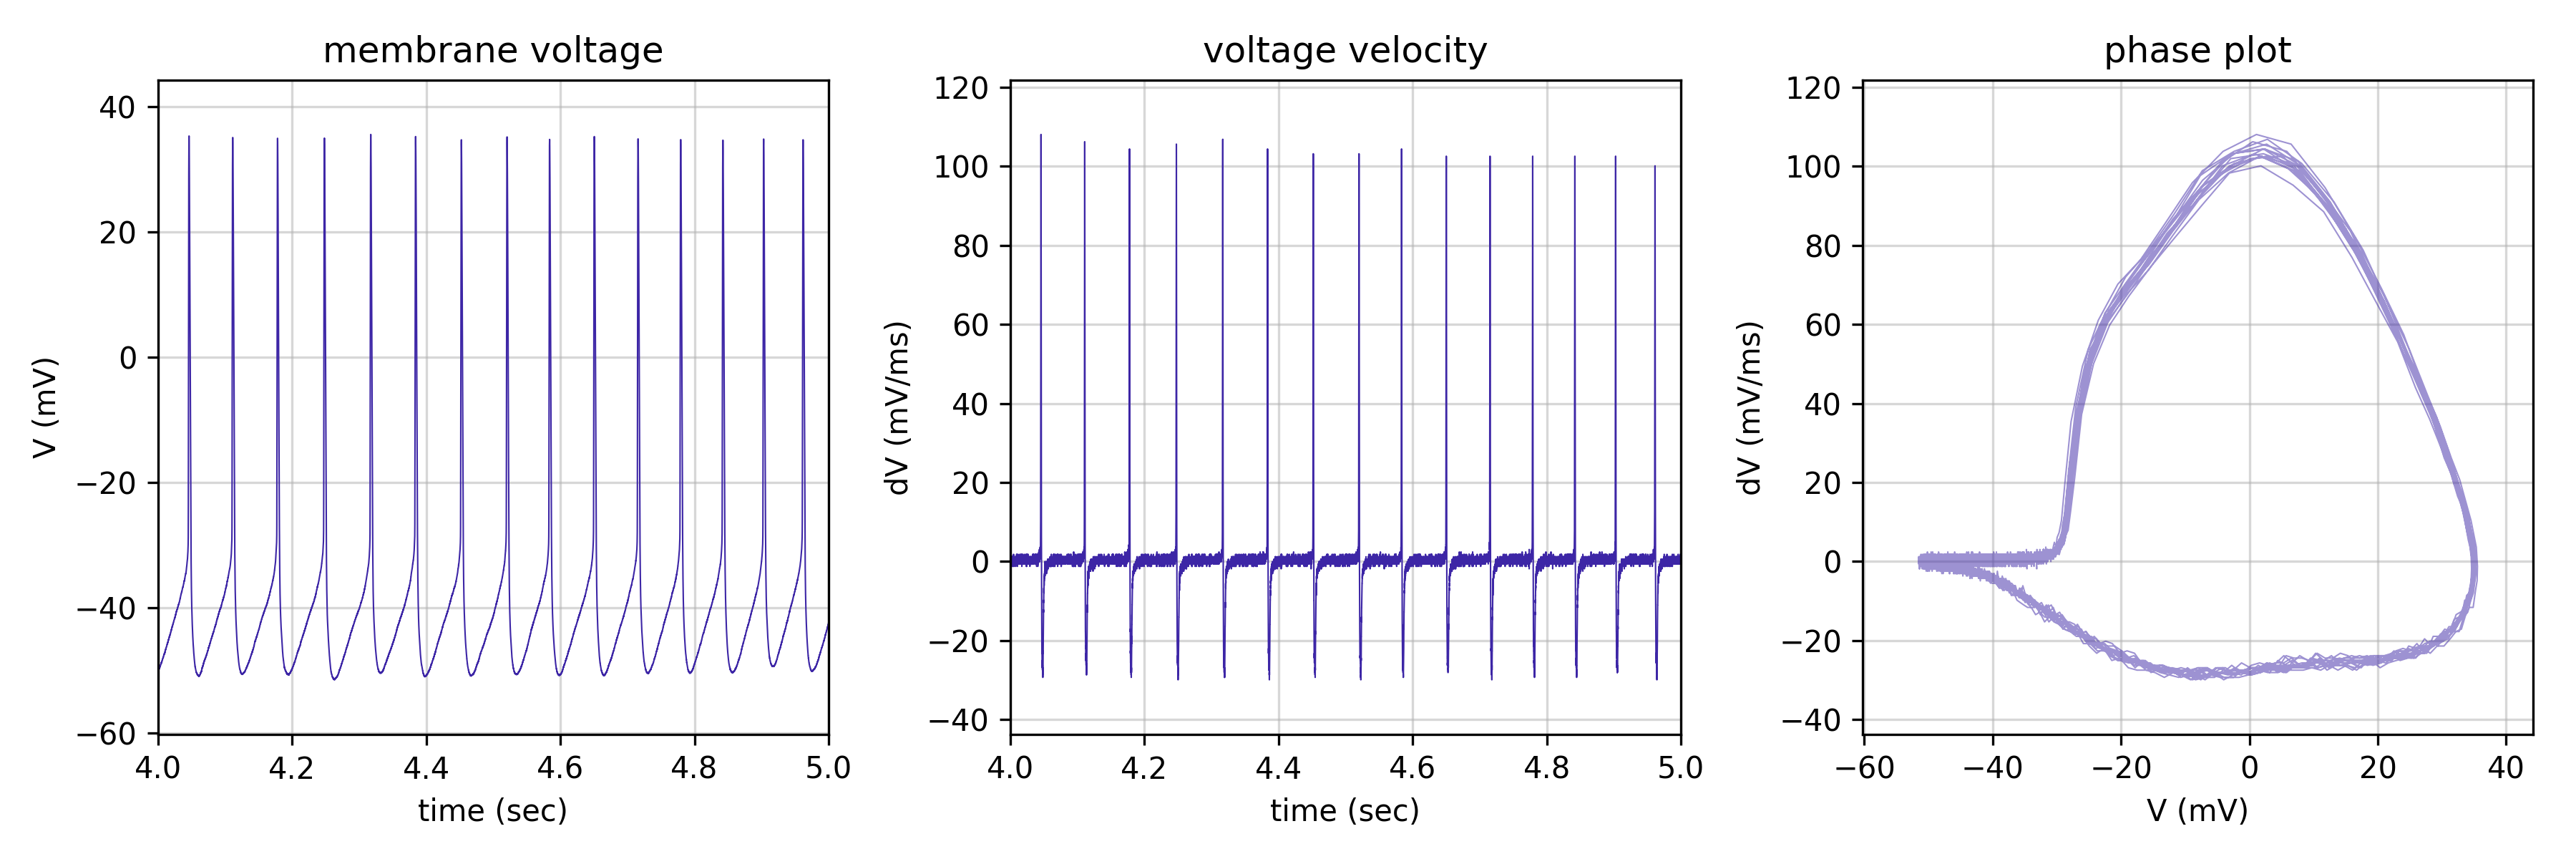 membrane voltage
V (mV)
40
20
0
−20
−40
−60
4.0 4.2 4.4 4.6 4.8 5.0
time (sec)
voltage velocity
dV (mV/ms)
120
100
80
60
40
20
0
−20
−40
4.0 4.2 4.4 4.6 4.8 5.0
time (sec)
phase plot
dV (mV/ms)
120
100
80
60
40
20
0
−20
−40
−60 −40 −20 0 20 40
V (mV)